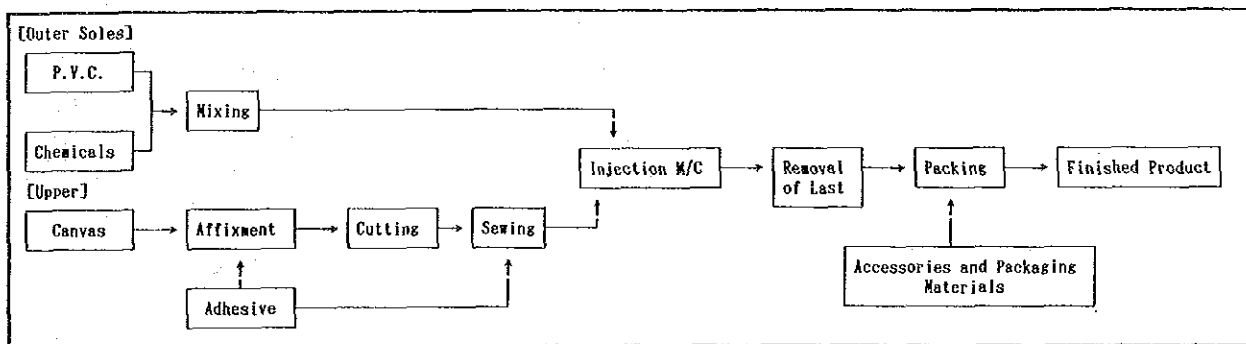 [Outer Soles]
P.V.C.
Mixing
Chemicals
Injection M/C
Removal
of Last
Packing
Finished Product
[Upper]
Canvas
Affixment
Cutting
Sewing
Adhesive
Accessories and Packaging
Materials